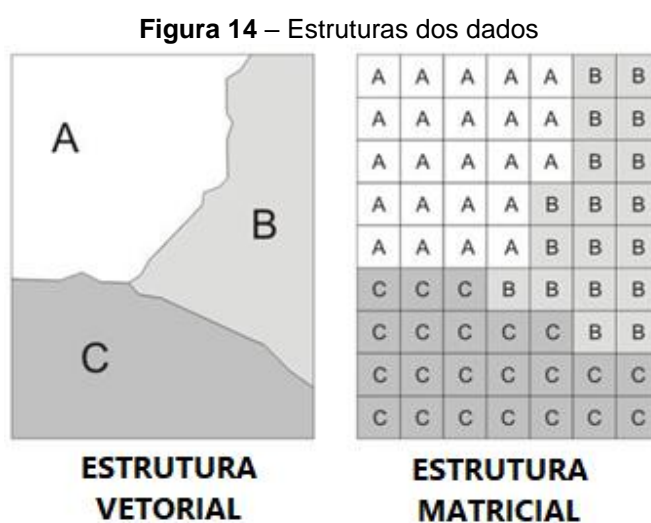 Figura 14 – Estruturas dos dados
A
B
C
A A A A A B B
A A A A A B B
A A A A A B B
A A A A B B B
A A A A B B B
C C C B B B B
C C C C C B B
C C C C C C C
C C C C C C C
ESTRUTURA
VETORIAL
ESTRUTURA
MATRICIAL